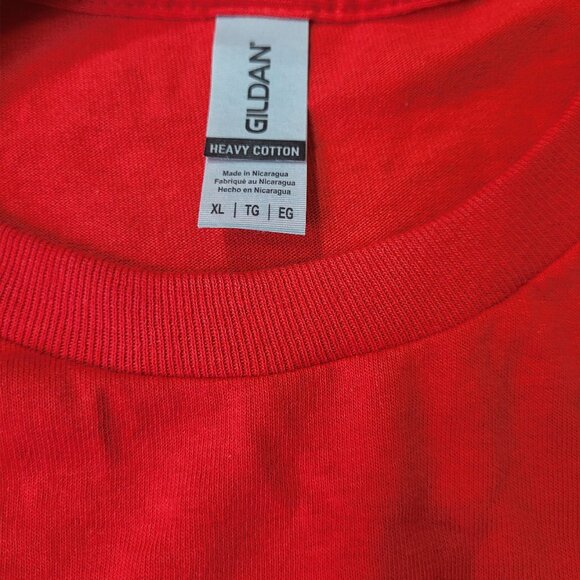 GILDAN®
HEAVY COTTON
Made in Nicaragua
Fabriqué au Nicaragua
Hecho en Nicaragua
XL | TG | EG